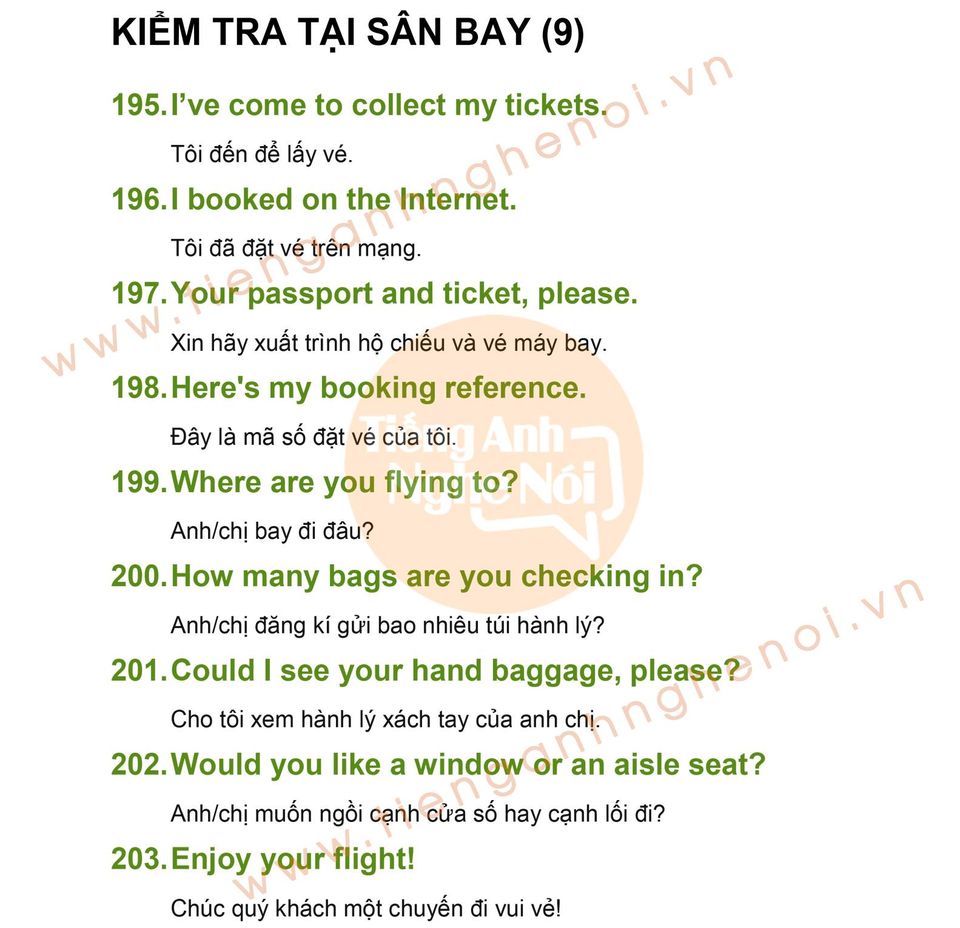 KIỂM TRA TẠI SÂN BAY (9)
195. I’ve come to collect my tickets.
Tôi đến để lấy vé.
196. I booked on the Internet.
Tôi đã đặt vé trên mạng.
197. Your passport and ticket, please.
Xin hãy xuất trình hộ chiếu và vé máy bay.
198. Here's my booking reference.
Đây là mã số đặt vé của tôi.
199. Where are you flying to?
Anh/chị bay đi đâu?
200. How many bags are you checking in?
Anh/chị đăng kí gửi bao nhiêu túi hành lý?
201. Could I see your hand baggage, please?
Cho tôi xem hành lý xách tay của anh chị.
202. Would you like a window or an aisle seat?
Anh/chị muốn ngồi cạnh cửa số hay cạnh lối đi?
203. Enjoy your flight!
Chúc quý khách một chuyến đi vui vẻ!
Tiếng Anh
Nghe Nói
www.tienganhnghenoi.vn
www.tienganhnghenoi.vn